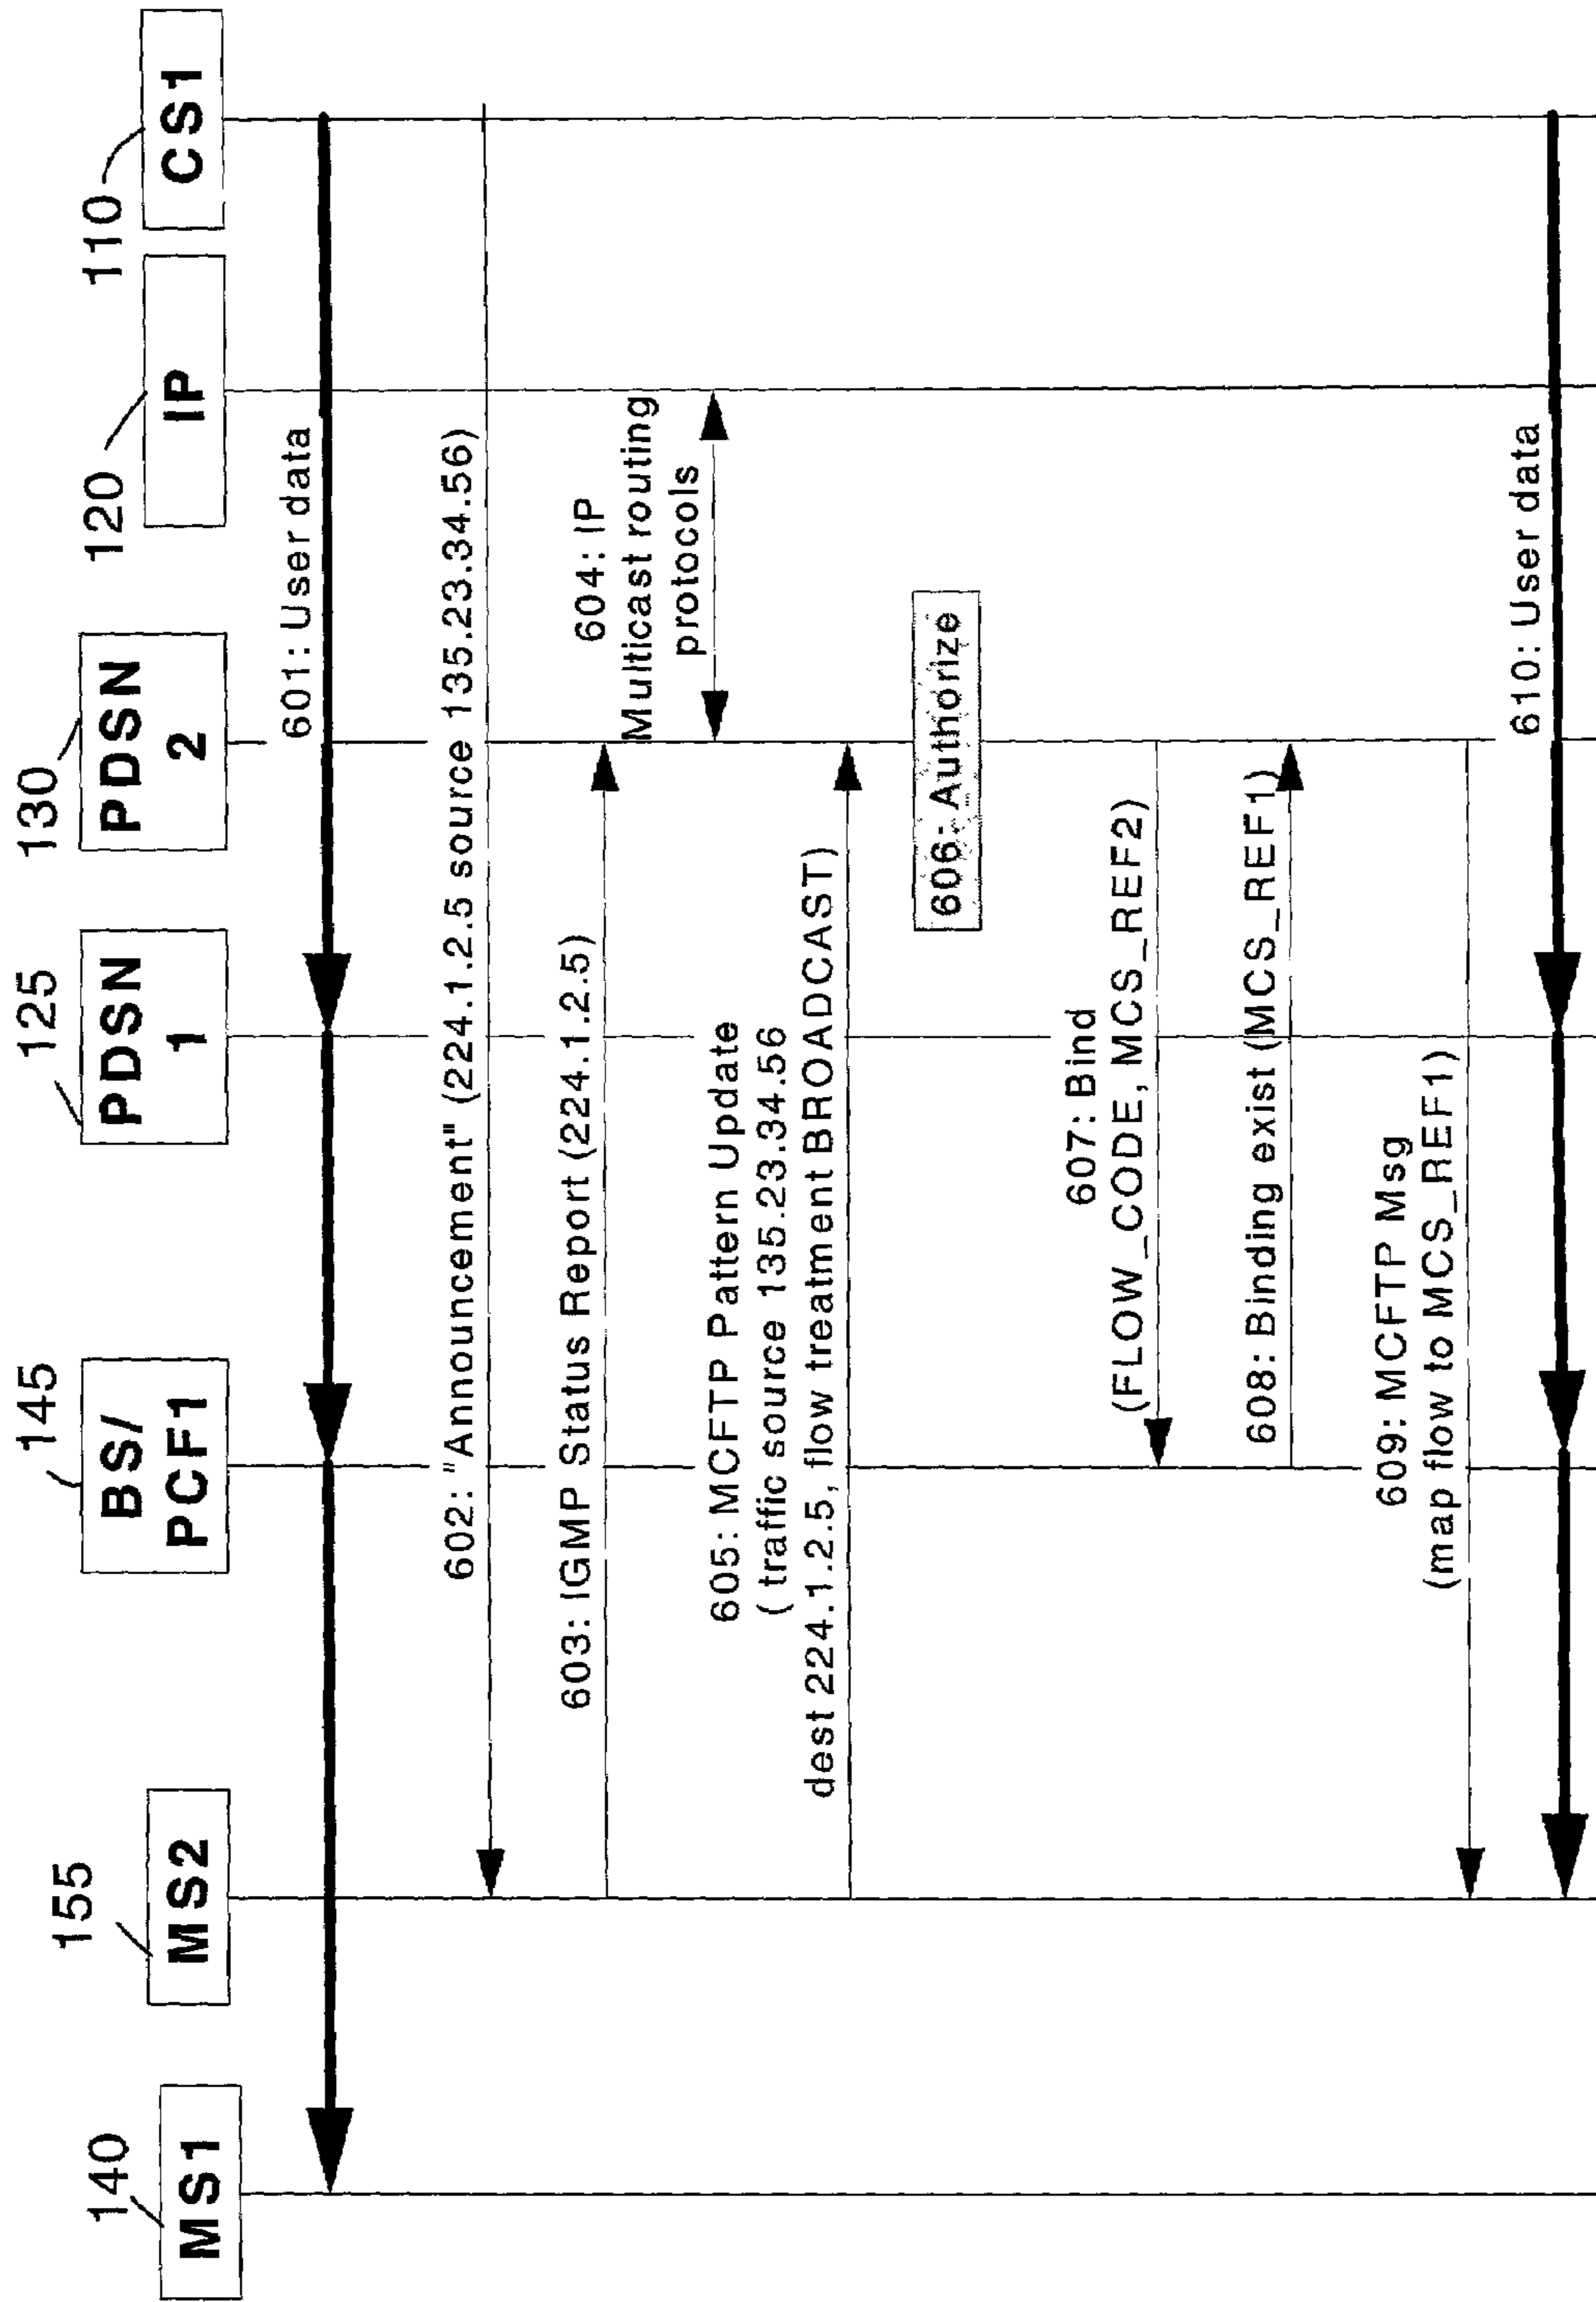 140
155
145
125
130
120
110
MS1
MS2
BS/
PCF1
PDSN
1
PDSN
2
IP
CS1
601: User data
602: "Announcement" (224.1.2.5 source 135.23.34.56)
603: IGMP Status Report (224.1.2.5)
604: IP
Multicast routing
protocols
605: MCFTP Pattern Update
( traffic source 135.23.34.56
dest 224.1.2.5, flow treatment BROADCAST)
606: Authorize
607: Bind
(FLOW_CODE, MCS_REF2)
608: Binding exist (MCS_REF1)
609: MCFTP Msg
(map flow to MCS_REF1)
610: User data